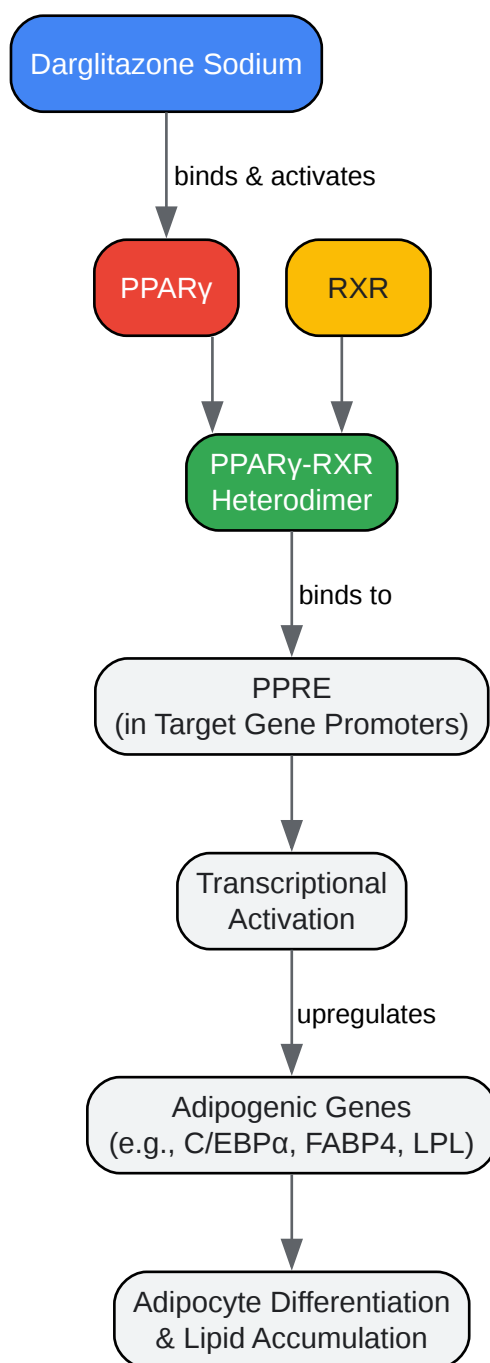 Darglitazone Sodium
binds & activates
PPARγ
RXR
PPARγ-RXR
Heterodimer
binds to
PPRE
(in Target Gene Promoters)
Transcriptional
Activation
upregulates
Adipogenic Genes
(e.g., C/EBPα, FABP4, LPL)
Adipocyte Differentiation
& Lipid Accumulation